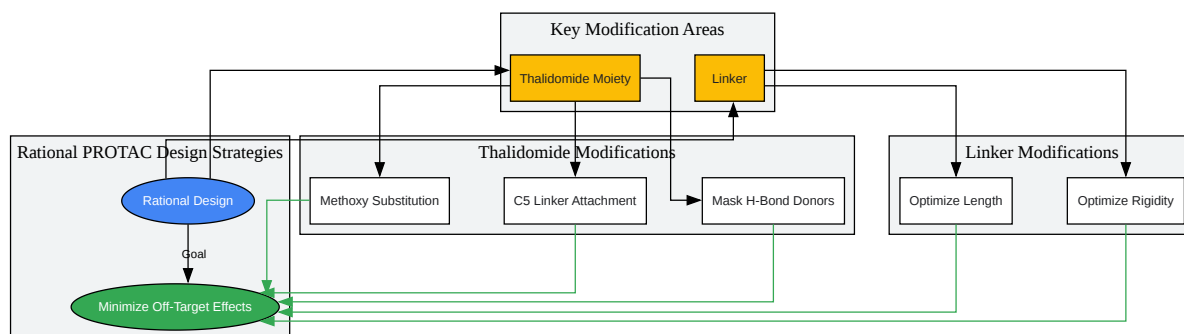 Key Modification Areas
Thalidomide Moiety
Linker
Rational PROTAC Design Strategies
Thalidomide Modifications
Linker Modifications
Rational Design
Methoxy Substitution
C5 Linker Attachment
Mask H-Bond Donors
Optimize Length
Optimize Rigidity
Goal
Minimize Off-Target Effects